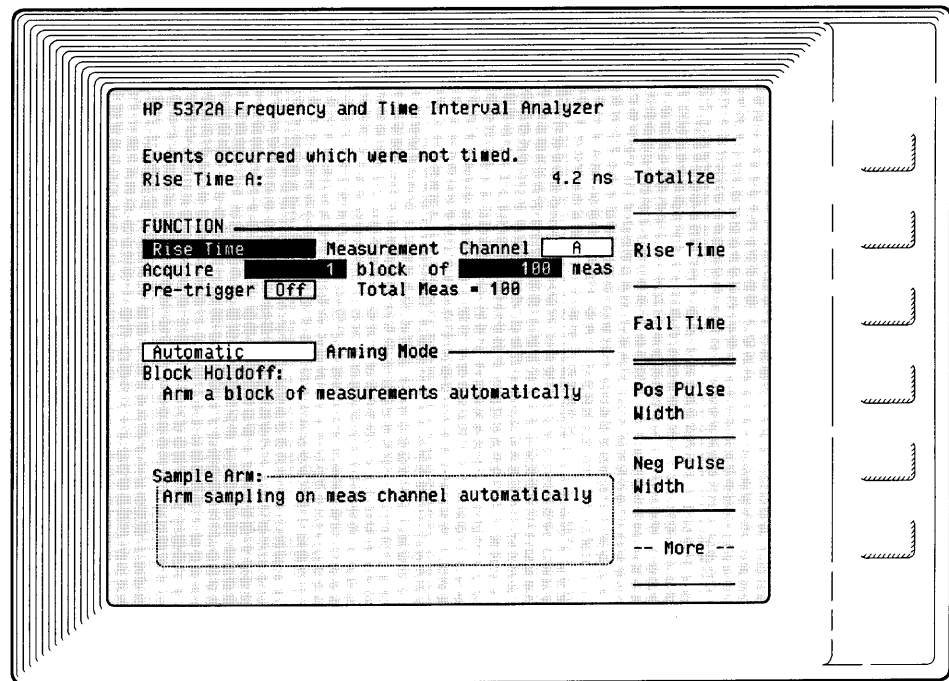 HP 5372A Frequency and Time Interval Analyzer
Events occurred which were not timed.
Rise Time A: 4.2 ns
FUNCTION
Rise Time Measurement Channel A
Acquire 1 block of 100 meas
Pre-trigger Off Total Meas = 100
Automatic Arming Mode
Block Holdoff:
Arm a block of measurements automatically
Sample Arm:
Arm sampling on meas channel automatically
Totalize
Rise Time
Fall Time
Pos Pulse
Width
Neg Pulse
Width
-- More --